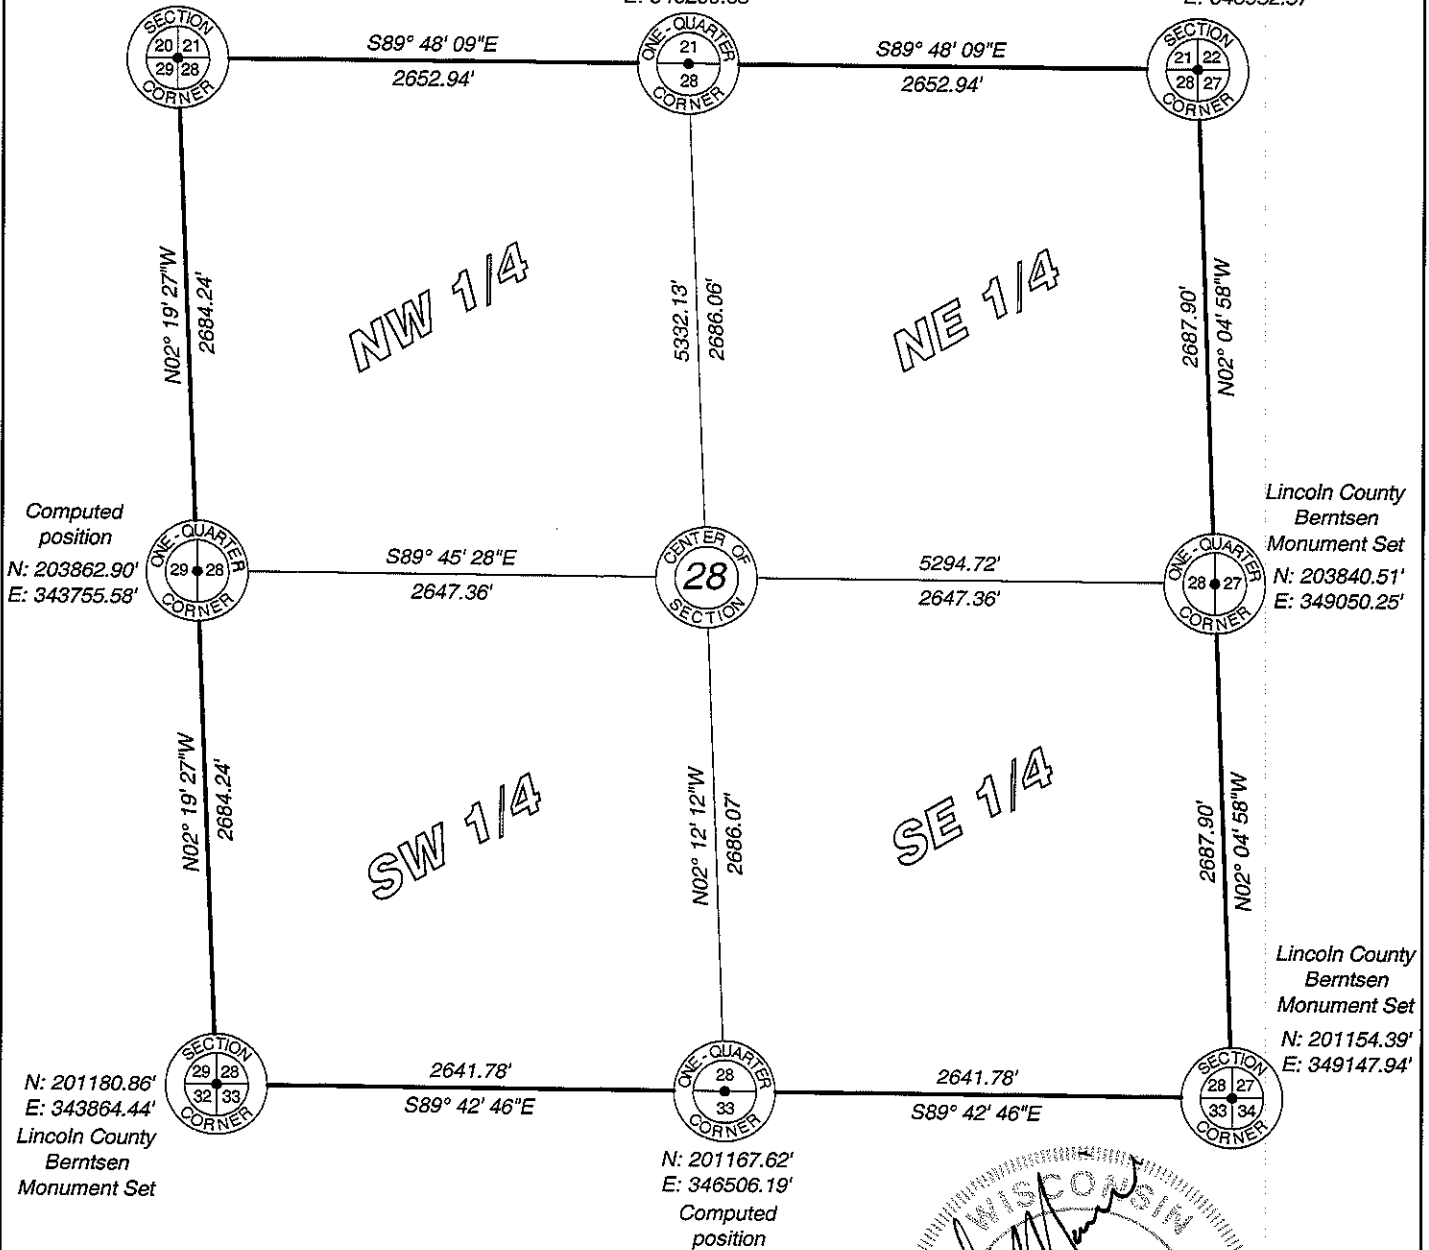 SECTION
20 21
29 28
CORNER
S89° 48' 09"E
2652.94'
ONE-QUARTER
21
28
CORNER
S89° 48' 09"E
2652.94'
SECTION
21 22
28 27
CORNER
N02° 19' 27"W
2684.24'
NW 1/4
5332.13'
2686.06'
NE 1/4
2687.90'
N02° 04' 58"W
Computed
position
N: 203862.90'
E: 343755.58'
ONE-QUARTER
29 28
CORNER
S89° 45' 28"E
2647.36'
CENTER OF
28
SECTION
5294.72'
2647.36'
ONE-QUARTER
28 27
CORNER
Lincoln County
Berntsen
Monument Set
N: 203840.51'
E: 349050.25'
N02° 19' 27"W
2684.24'
SW 1/4
N02° 12' 12"W
2686.07'
SE 1/4
2687.90'
N02° 04' 58"W
Lincoln County
Berntsen
Monument Set
N: 201154.39'
E: 349147.94'
N: 201180.86'
E: 343864.44'
Lincoln County
Berntsen
Monument Set
SECTION
29 28
32 33
CORNER
2641.78'
S89° 42' 46"E
ONE-QUARTER
28
33
CORNER
N: 201167.62'
E: 346506.19'
Computed
position
2641.78'
S89° 42' 46"E
SECTION
28 27
33 34
CORNER
WISCONSIN